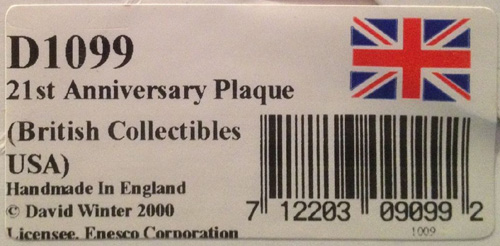 D1099
21st Anniversary Plaque
(British Collectibles
USA)
Handmade In England
© David Winter 2000
Licensee. Enesco Corporation
7 12203 09099 2
1009